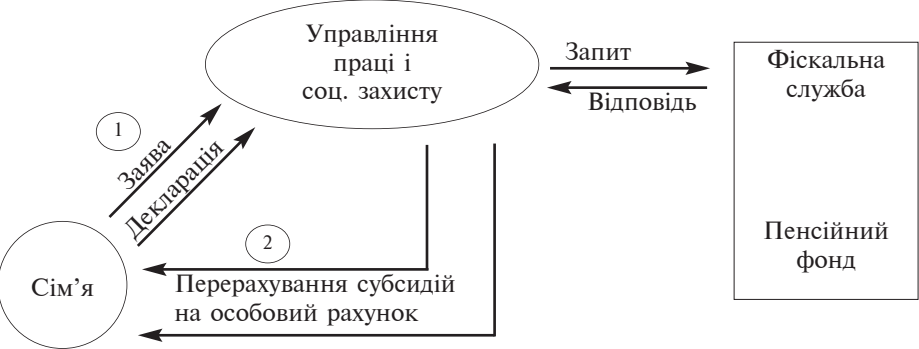 Управління
праці і
соц. захисту
Запит
Відповідь
Фіскальна
служба
Пенсійний
фонд
1
Заява
Декларація
2
Перерахування субсидій
на особовий рахунок
Сім’я